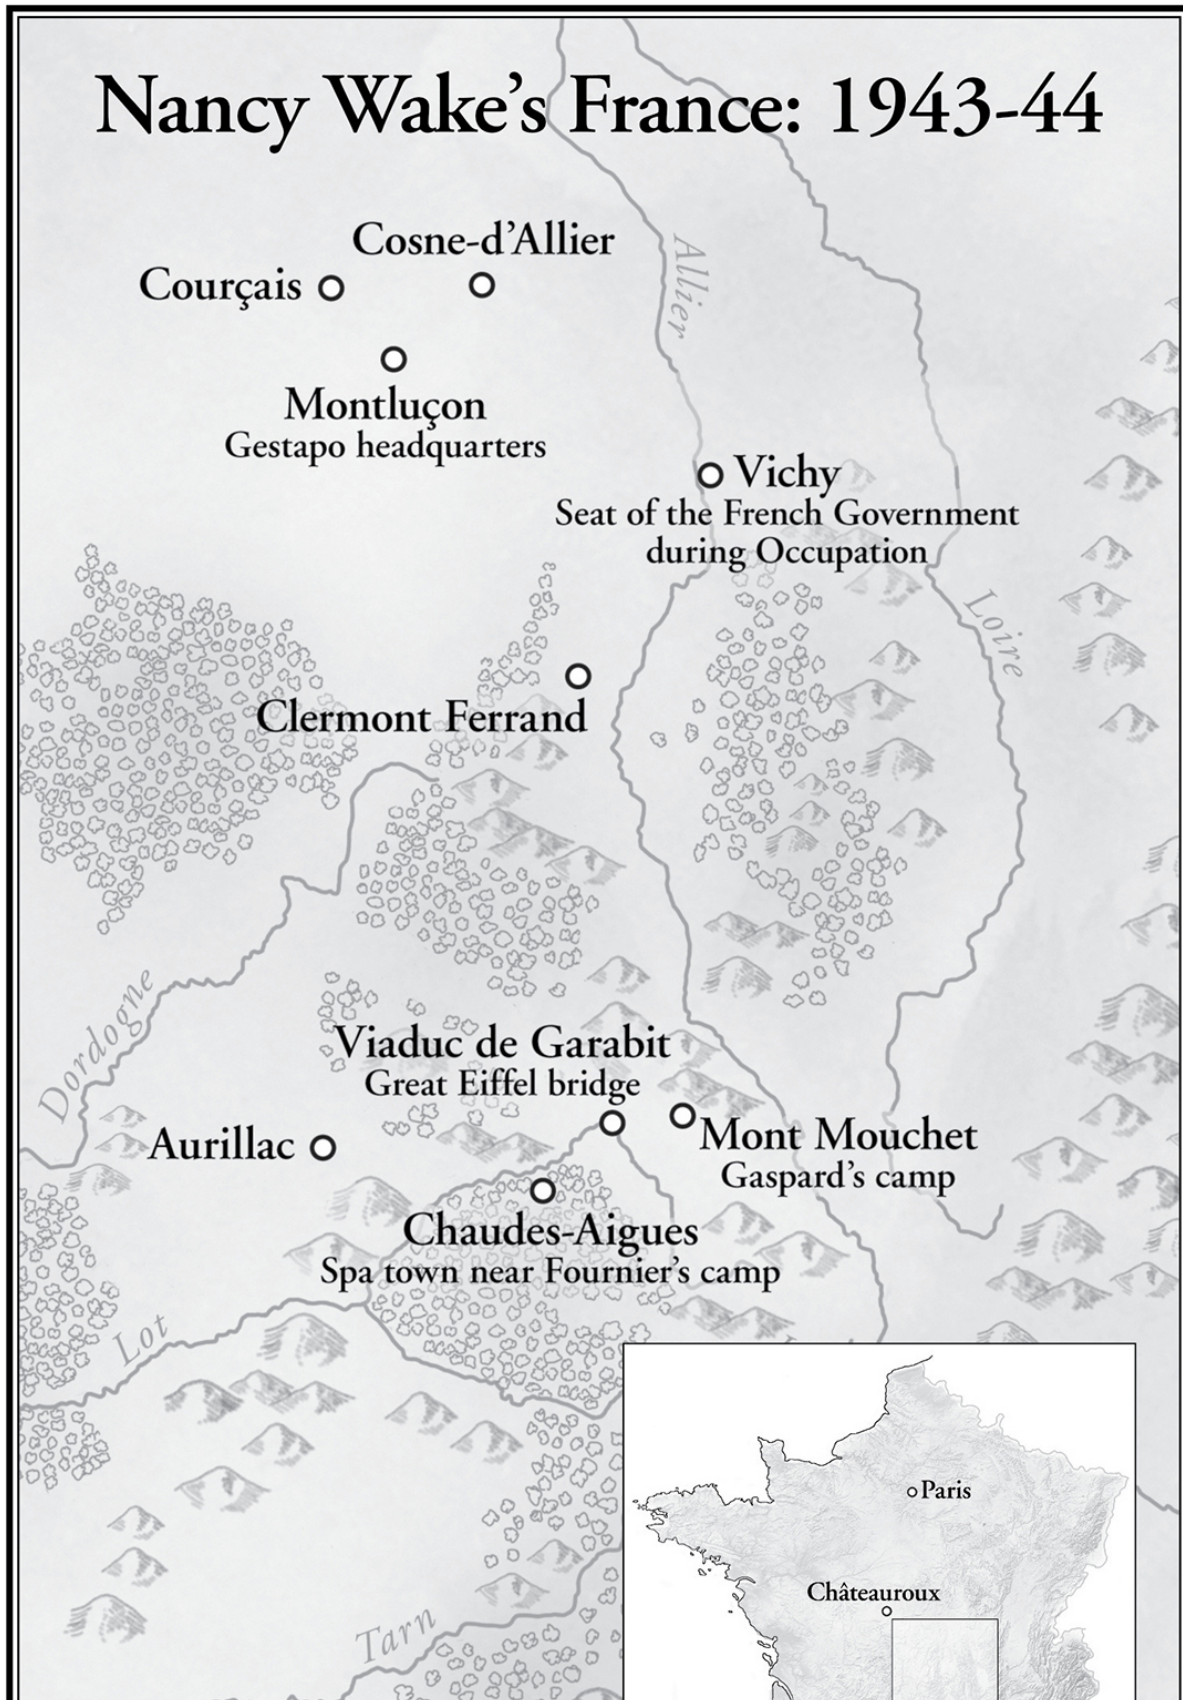 Nancy Wake's France: 1943-44
Cosne-d'Allier
Courçais
Allier
Montluçon
Gestapo headquarters
Vichy
Seat of the French Government
during Occupation
Loire
Clermont Ferrand
Dordogne
Viaduc de Garabit
Great Eiffel bridge
Aurillac
Mont Mouchet
Gaspard's camp
Chaudes-Aigues
Spa town near Fournier's camp
Lot
Paris
Châteauroux
Tarn